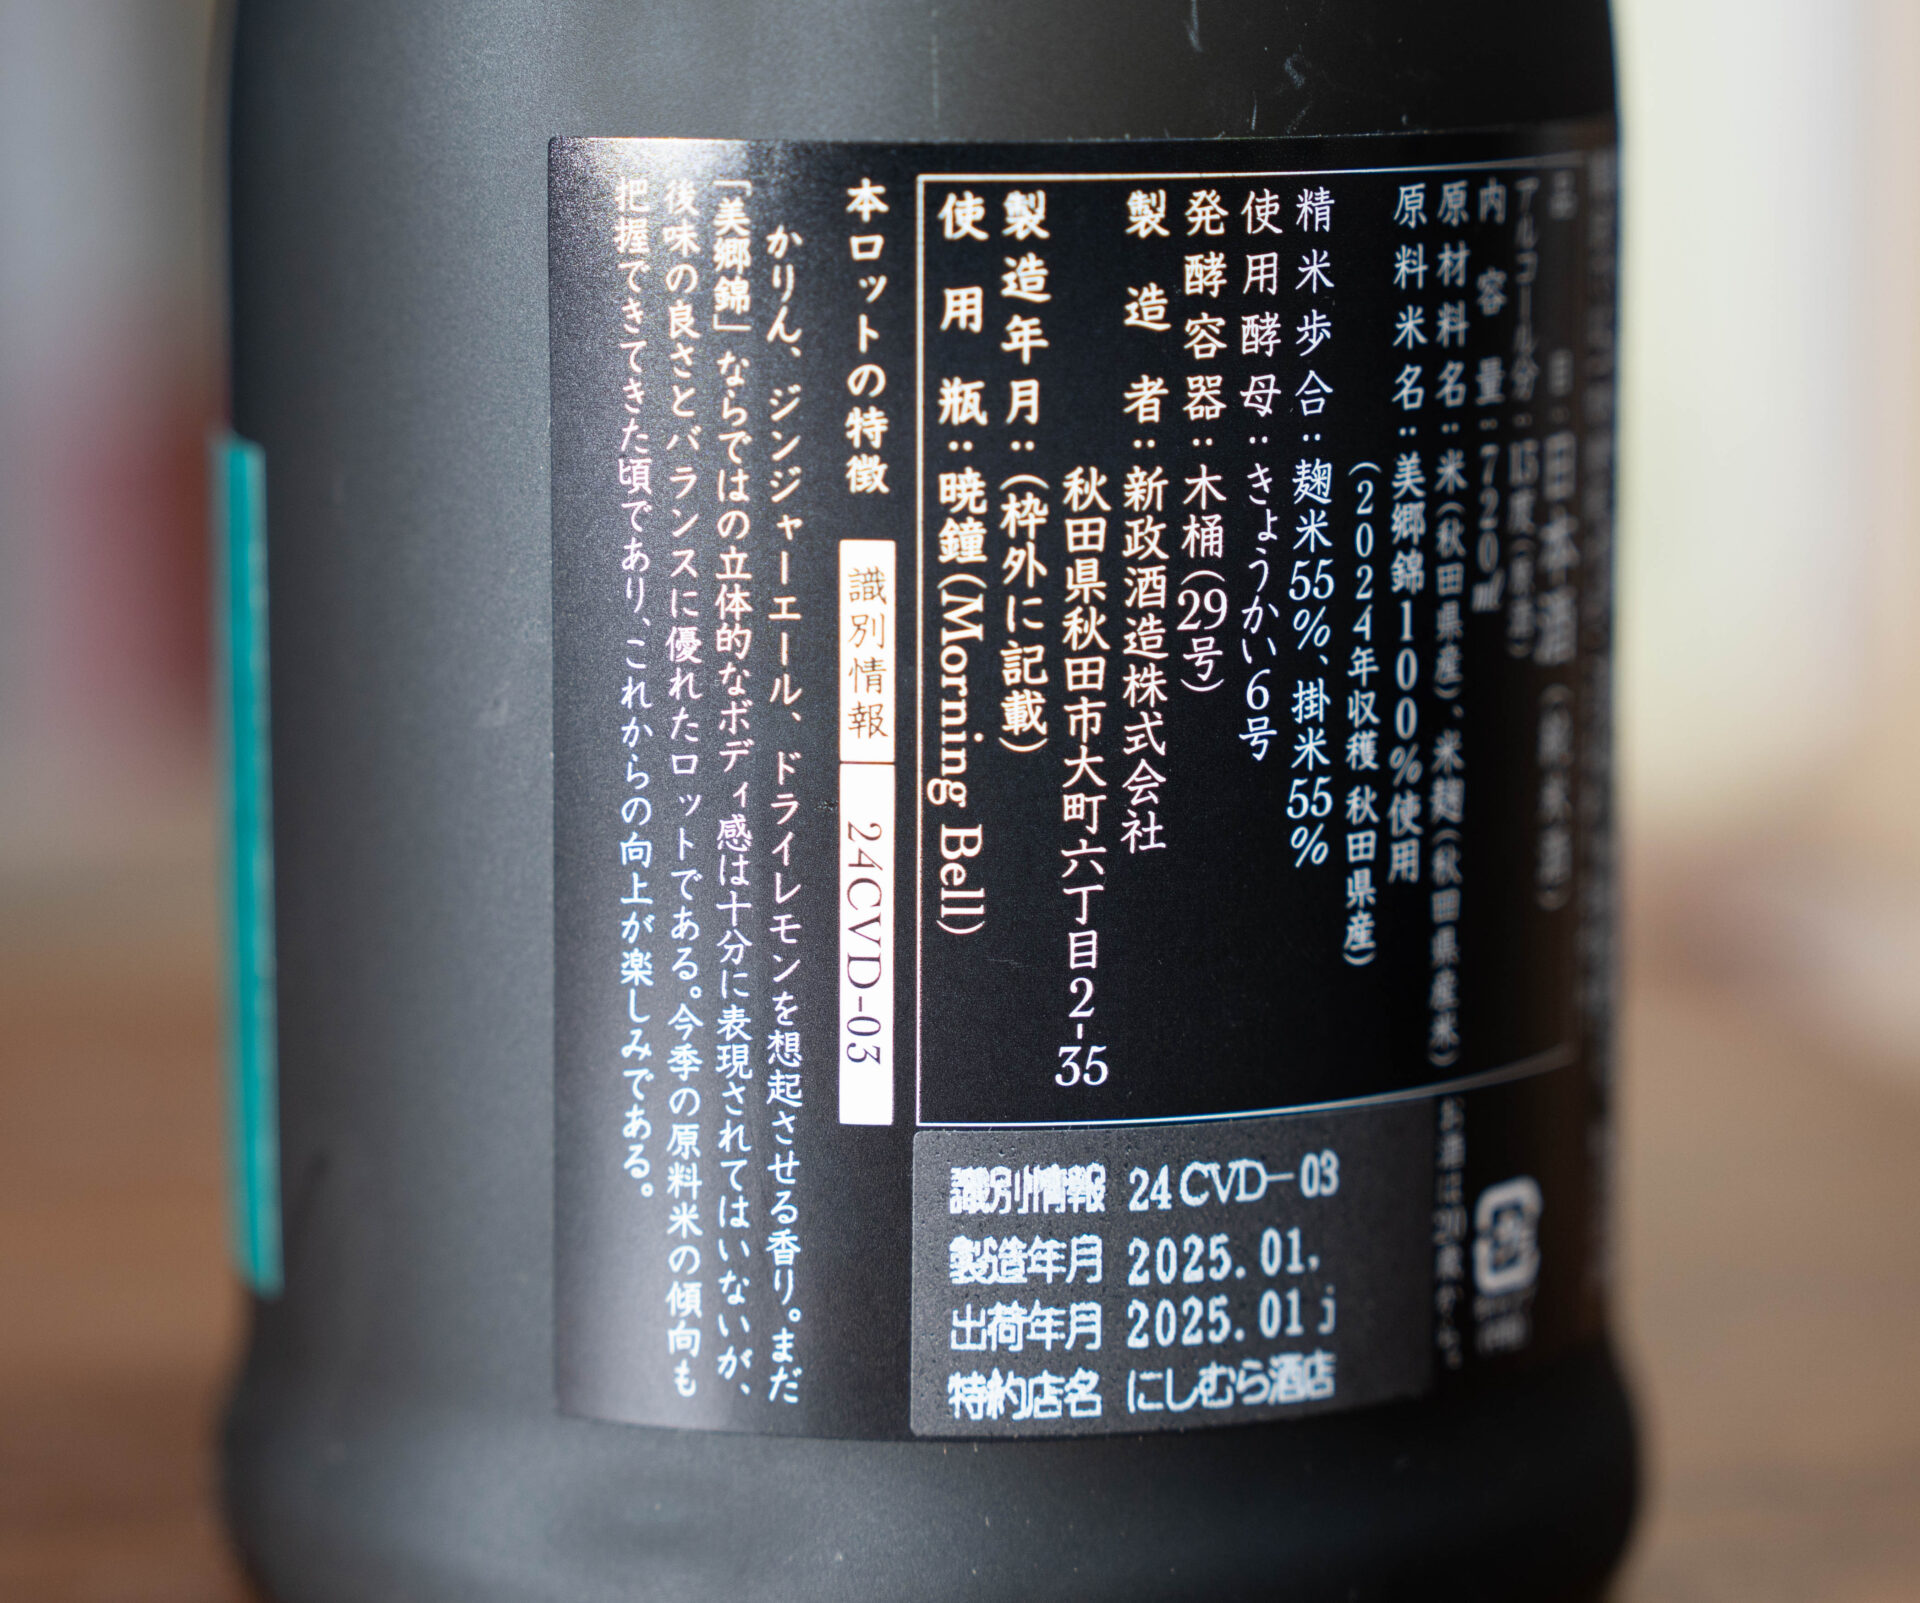 品 目:日本酒(純米酒)
アルコール分:13度(原酒)
内容量:720ml
原材料名:米(秋田県産)、米麹(秋田県産米)
原料米名:美郷錦100%使用
(2024年収穫 秋田県産)
精米歩合:麹米55%、掛米55%
使用酵母:きょうかい6号
発酵容器:木桶(29号)
製造者:新政酒造株式会社
秋田県秋田市大町六丁目2-35
製造年月:(枠外に記載)
使用瓶:暁鐘(Morning Bell)
本ロットの特徴 識別情報 24CVD-03
かりん、ジンジャーエール、ドライレモンを想起させる香り。まだ
「美郷錦」ならではの立体的なボディ感は十分に表現されてはいないが、
後味の良さとバランスに優れたロットである。今季の原料米の傾向も
把握できてきた頃であり、これからの向上が楽しみである。
識別情報 24CVD-03
製造年月 2025.01.
出荷年月 2025.01 j
特約店名 にしむら酒店
お酒は20歳から。